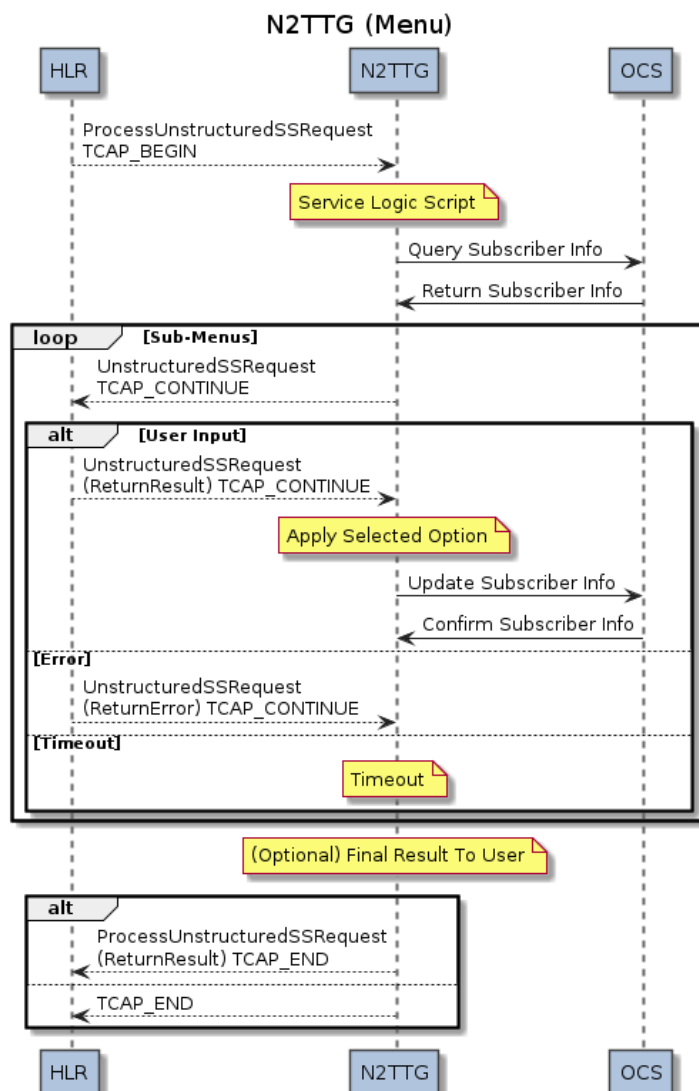 N2TTG (Menu)
HLR N2TTG OCS
ProcessUnstructuredSSRequest
TCAP_BEGIN
Service Logic Script
Query Subscriber Info
Return Subscriber Info
loop [Sub-Menus]
UnstructuredSSRequest
TCAP_CONTINUE
alt [User Input]
UnstructuredSSRequest
(ReturnResult) TCAP_CONTINUE
Apply Selected Option
Update Subscriber Info
Confirm Subscriber Info
[Error]
UnstructuredSSRequest
(ReturnError) TCAP_CONTINUE
[Timeout]
Timeout
(Optional) Final Result To User
alt
ProcessUnstructuredSSRequest
(ReturnResult) TCAP_END
TCAP_END
HLR N2TTG OCS